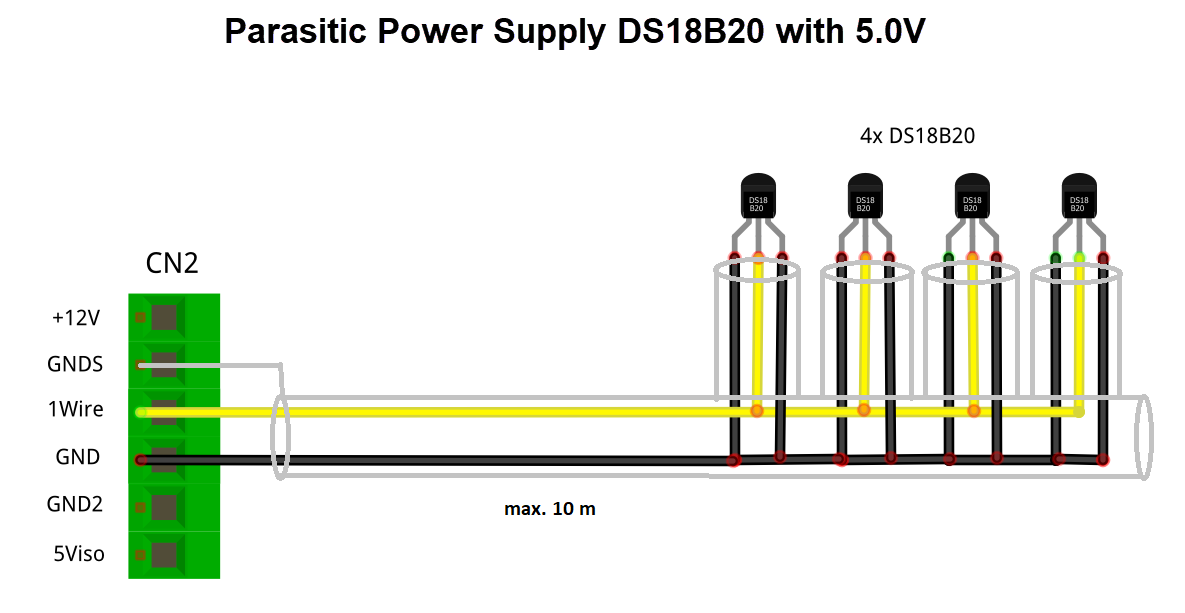 Parasitic Power Supply DS18B20 with 5.0V
4x DS18B20
DS18
B20
DS18
B20
DS18
B20
DS18
B20
CN2
+12V
GNDS
1Wire
GND
GND2
5Viso
max. 10 m